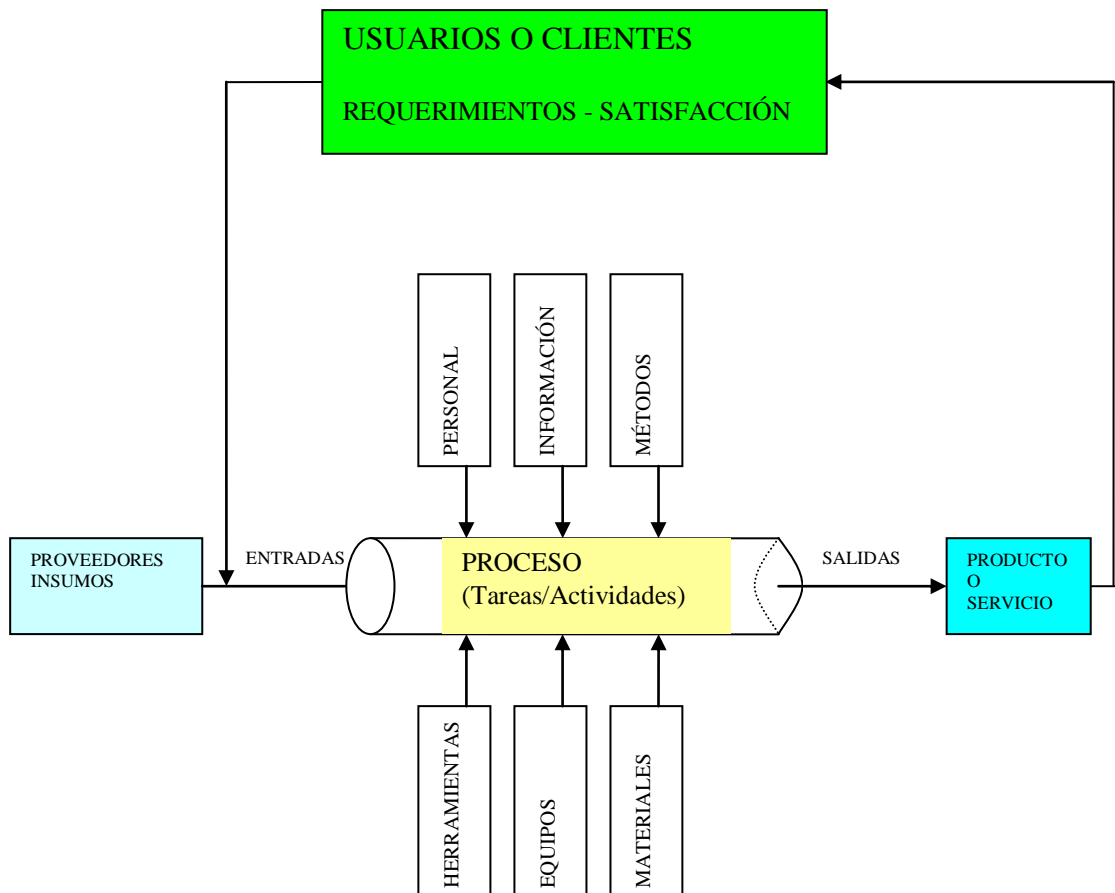 USUARIOS O CLIENTES
REQUERIMIENTOS - SATISFACCIÓN
PERSONAL
INFORMACIÓN
MÉTODOS
PROVEEDORES
INSUMOS
ENTRADAS
PROCESO
(Tareas/Actividades)
SALIDAS
PRODUCTO
O
SERVICIO
HERRAMIENTAS
EQUIPOS
MATERIALES